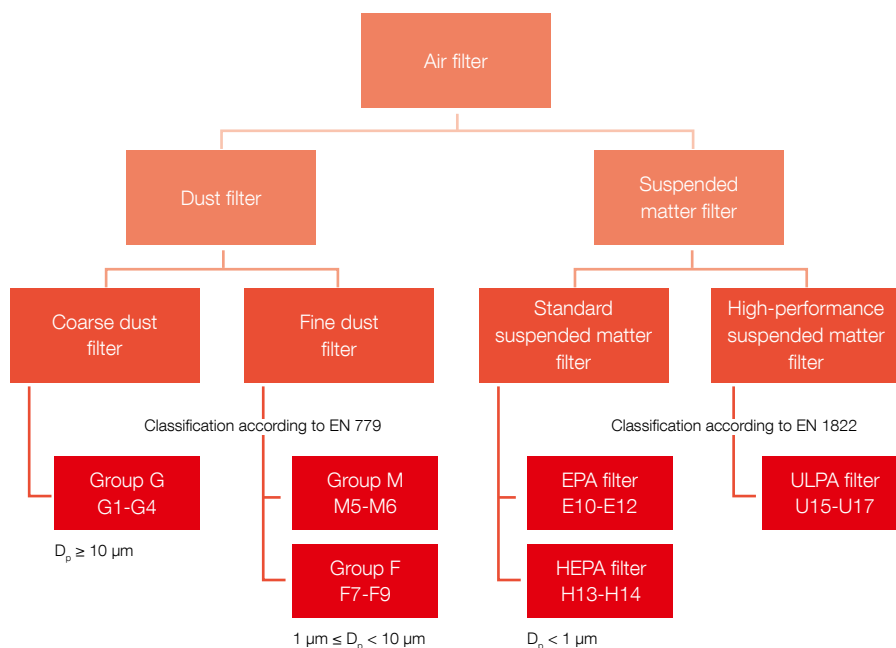 Air filter
Dust filter
Suspended
matter filter
Coarse dust
filter
Fine dust
filter
Standard
suspended matter
filter
High-performance
suspended matter
filter
Classification according to EN 779
Classification according to EN 1822
Group G
G1-G4
Group M
M5-M6
EPA filter
E10-E12
ULPA filter
U15-U17
Dₚ ≥ 10 µm
Group F
F7-F9
HEPA filter
H13-H14
1 µm ≤ Dₚ < 10 µm
Dₚ < 1 µm